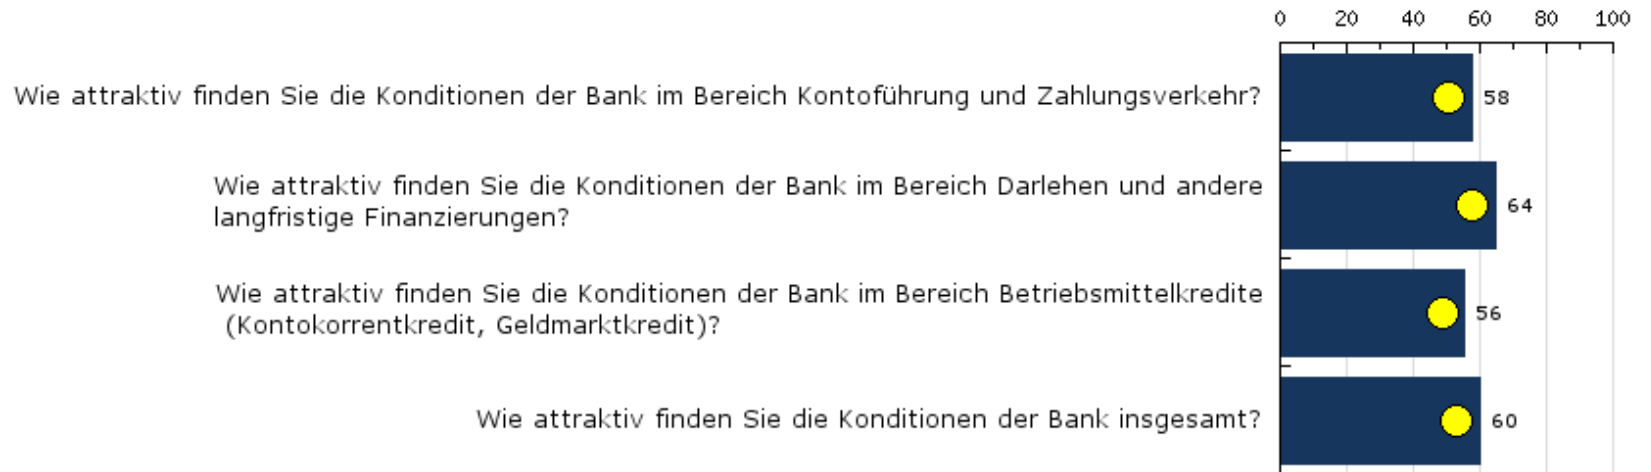 0 20 40 60 80 100
Wie attraktiv finden Sie die Konditionen der Bank im Bereich Kontoführung und Zahlungsverkehr? 58
Wie attraktiv finden Sie die Konditionen der Bank im Bereich Darlehen und andere
langfristige Finanzierungen?
64
Wie attraktiv finden Sie die Konditionen der Bank im Bereich Betriebsmittelkredite
(Kontokorrentkredit, Geldmarktkredit)?
56
Wie attraktiv finden Sie die Konditionen der Bank insgesamt? 60